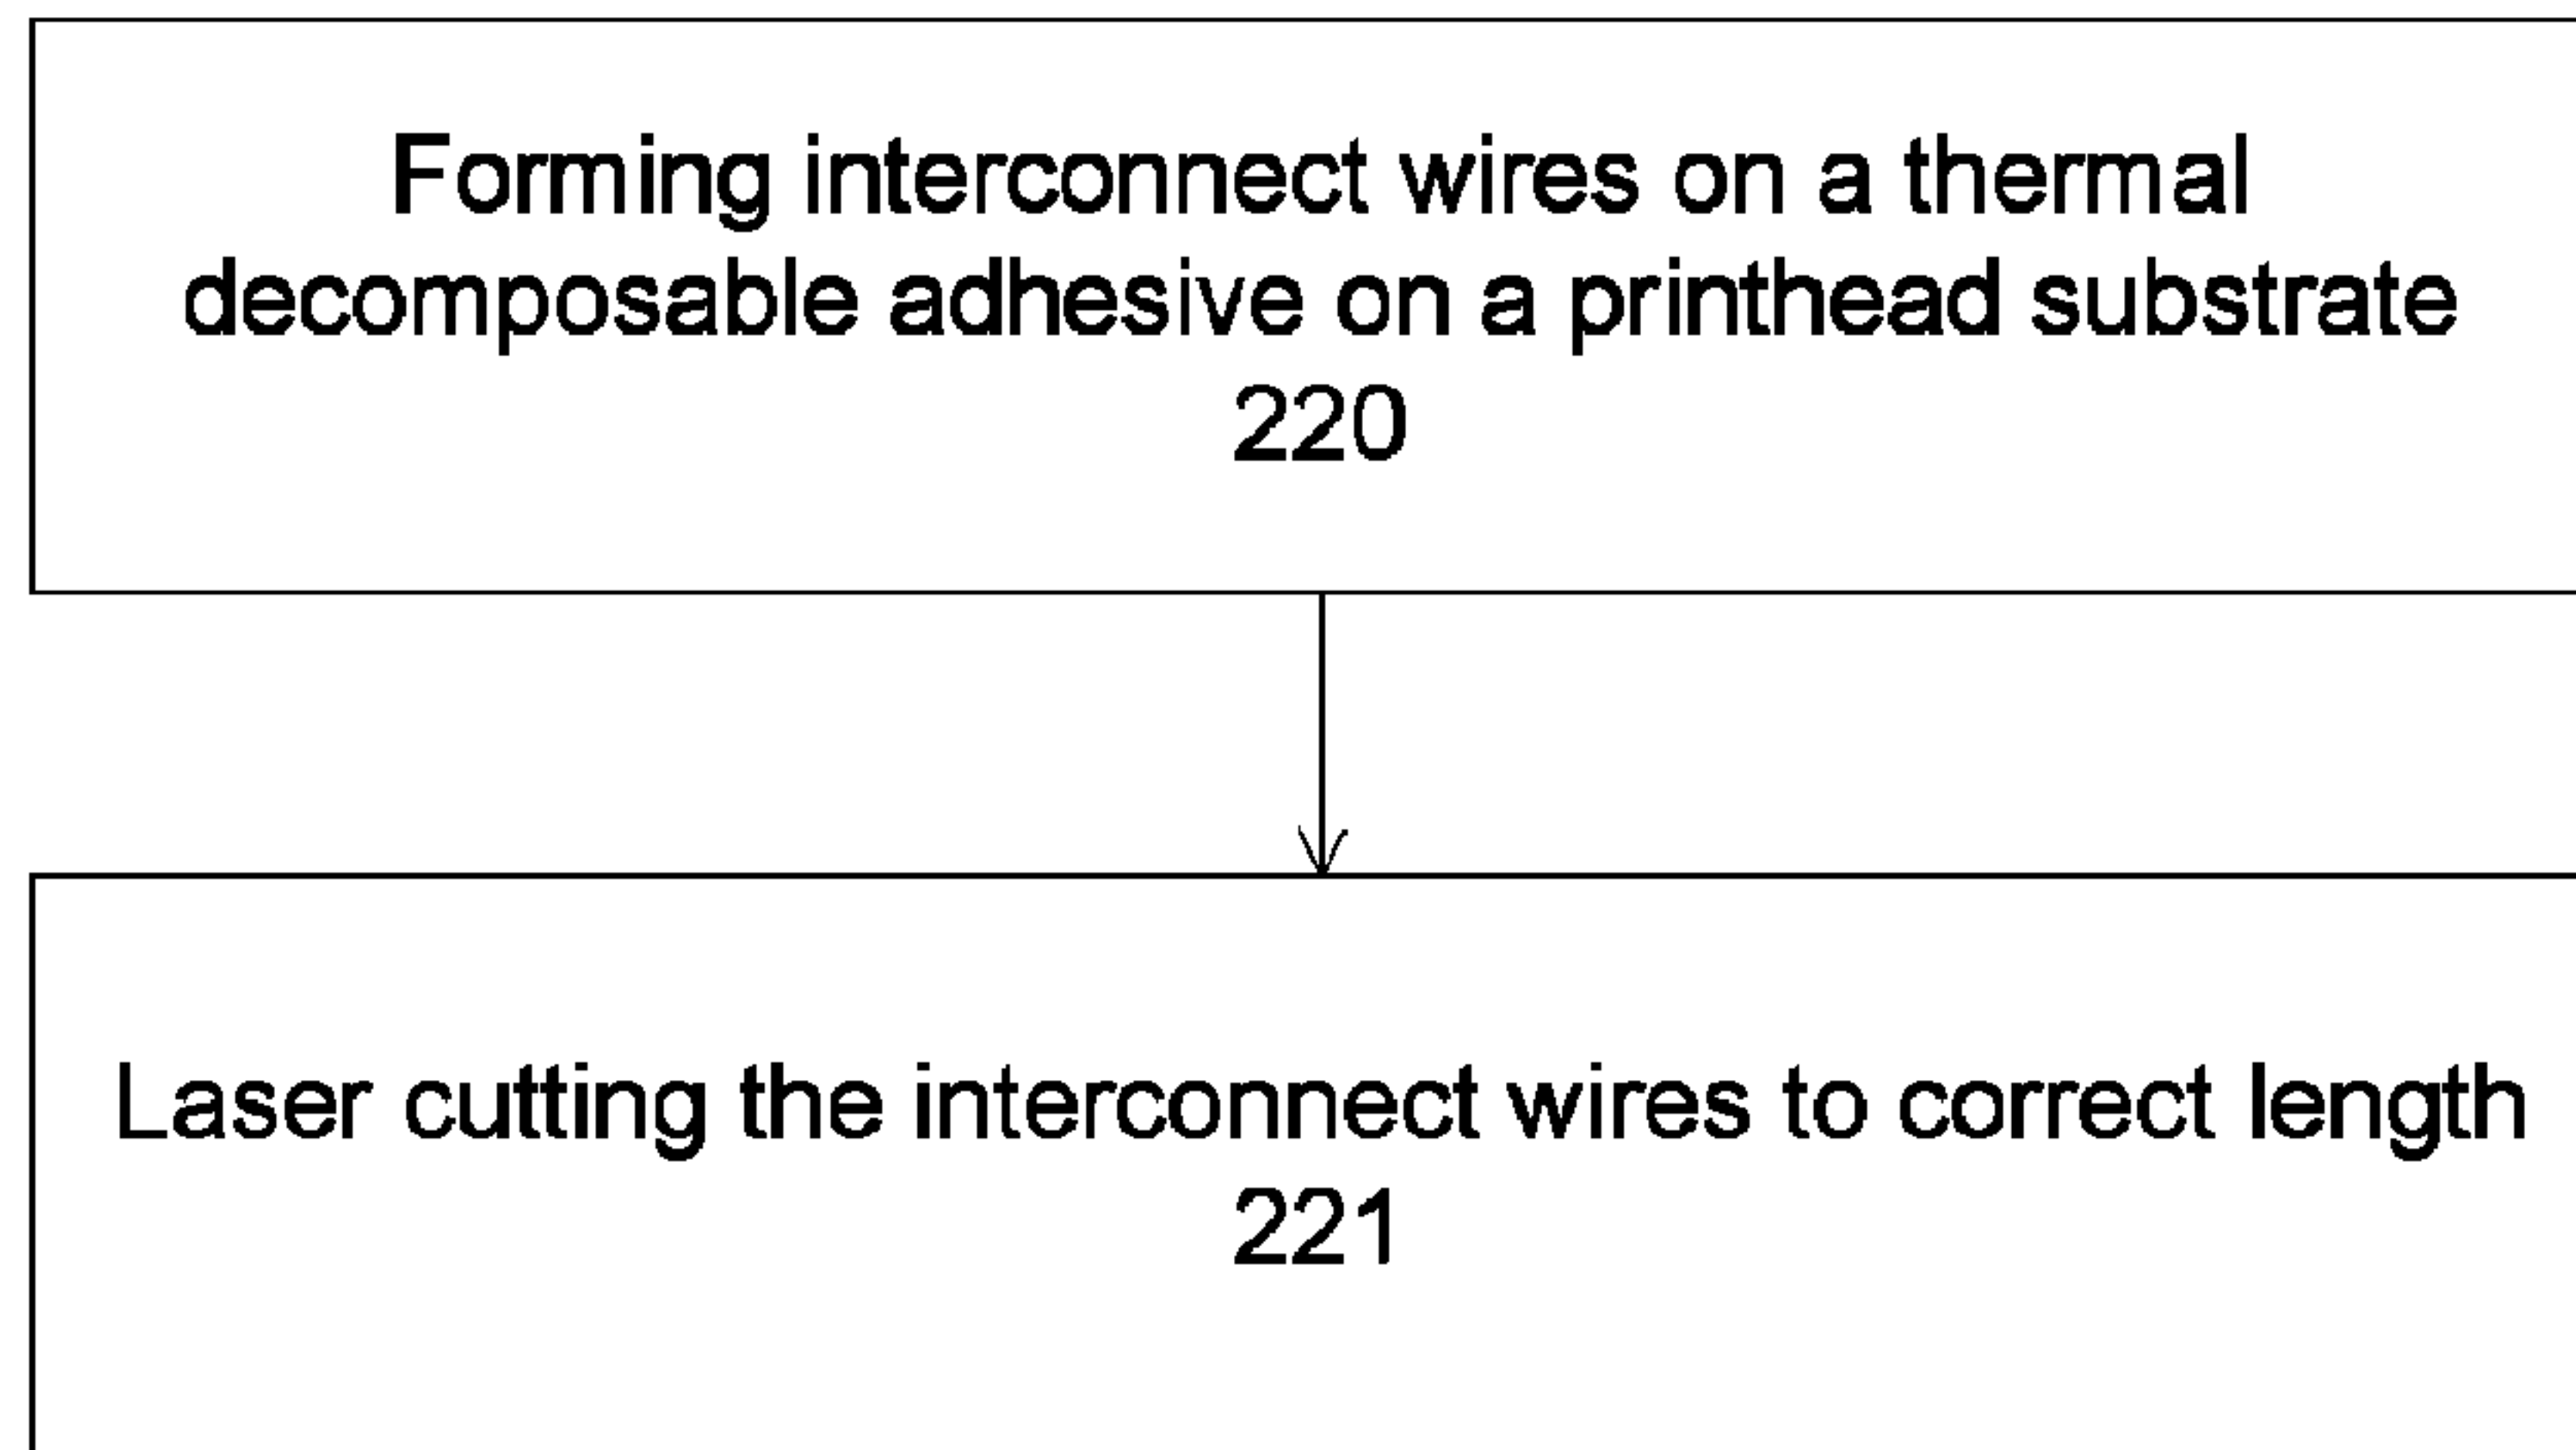 Forming interconnect wires on a thermal
decomposable adhesive on a printhead substrate
220
Laser cutting the interconnect wires to correct length
221